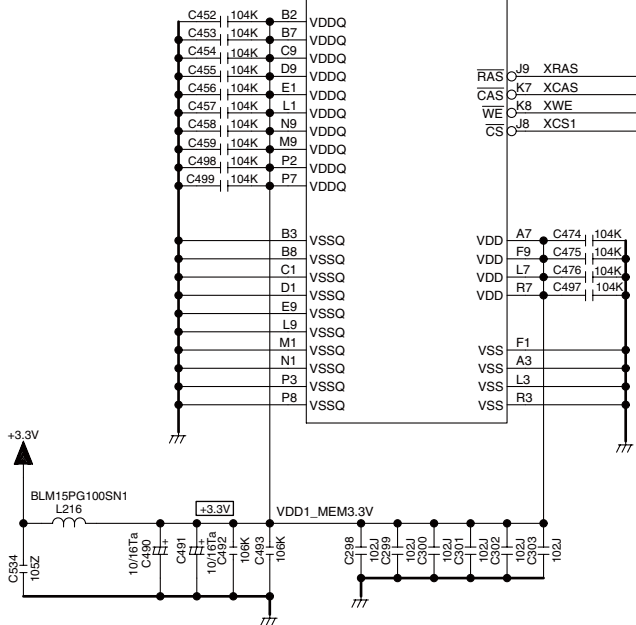 C452 104K B2 VDDQ
C453 104K B7 VDDQ
C454 104K C9 VDDQ
C455 104K D9 VDDQ
C456 104K E1 VDDQ
C457 104K L1 VDDQ
C458 104K N9 VDDQ
C459 104K M9 VDDQ
C498 104K P2 VDDQ
C499 104K P7 VDDQ
RAS J9 XRAS
CAS K7 XCAS
WE K8 XWE
CS J8 XCS1
B3 VSSQ
B8 VSSQ
C1 VSSQ
D1 VSSQ
E9 VSSQ
L9 VSSQ
M1 VSSQ
N1 VSSQ
P3 VSSQ
P8 VSSQ
VDD A7 C474 104K
VDD F9 C475 104K
VDD L7 C476 104K
VDD R7 C497 104K
VSS F1
VSS A3
VSS L3
VSS R3
+3.3V
BLM15PG100SN1
L216
+3.3V
VDD1_MEM3.3V
C534 105Z
10/16Ta C490 +
C491 10/16Ta +
C492 106K
C493 106K
C298 102J
C299 102J
C300 102J
C301 102J
C302 102J
C303 102J